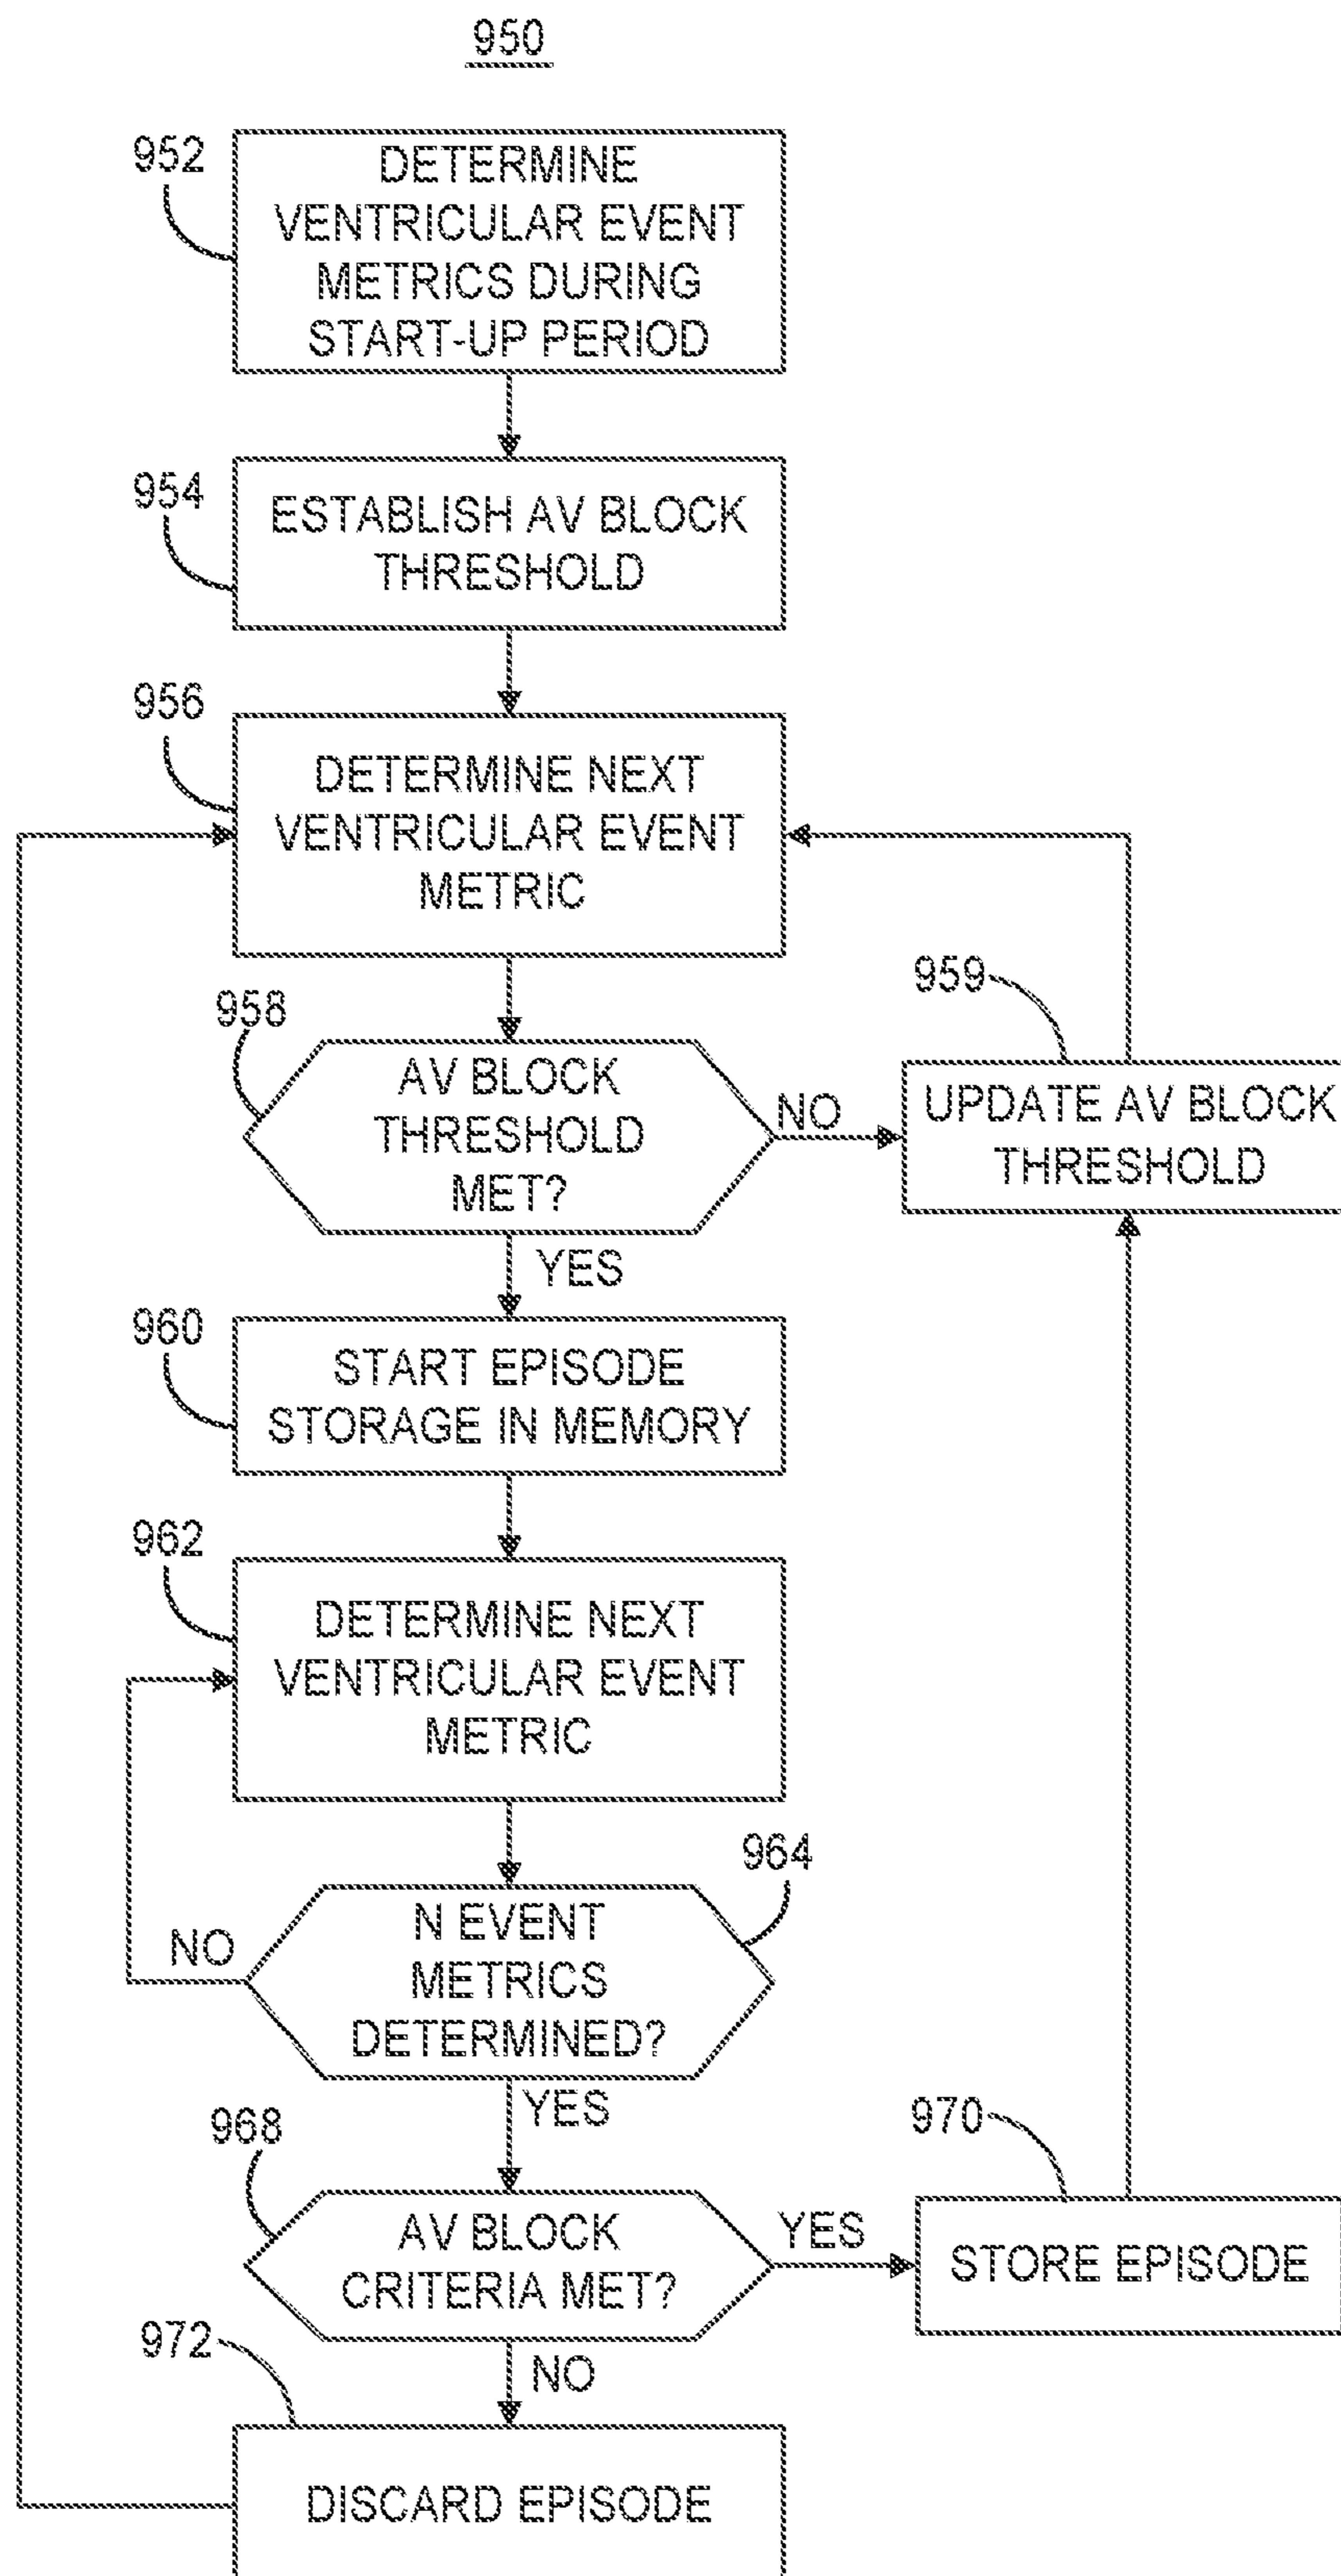 950
952
DETERMINE
VENTRICULAR EVENT
METRICS DURING
START-UP PERIOD
954
ESTABLISH AV BLOCK
THRESHOLD
956
DETERMINE NEXT
VENTRICULAR EVENT
METRIC
958
AV BLOCK
THRESHOLD
MET?
NO
959
UPDATE AV BLOCK
THRESHOLD
YES
960
START EPISODE
STORAGE IN MEMORY
962
DETERMINE NEXT
VENTRICULAR EVENT
METRIC
964
N EVENT
METRICS
DETERMINED?
NO
YES
968
AV BLOCK
CRITERIA MET?
YES
970
STORE EPISODE
NO
972
DISCARD EPISODE